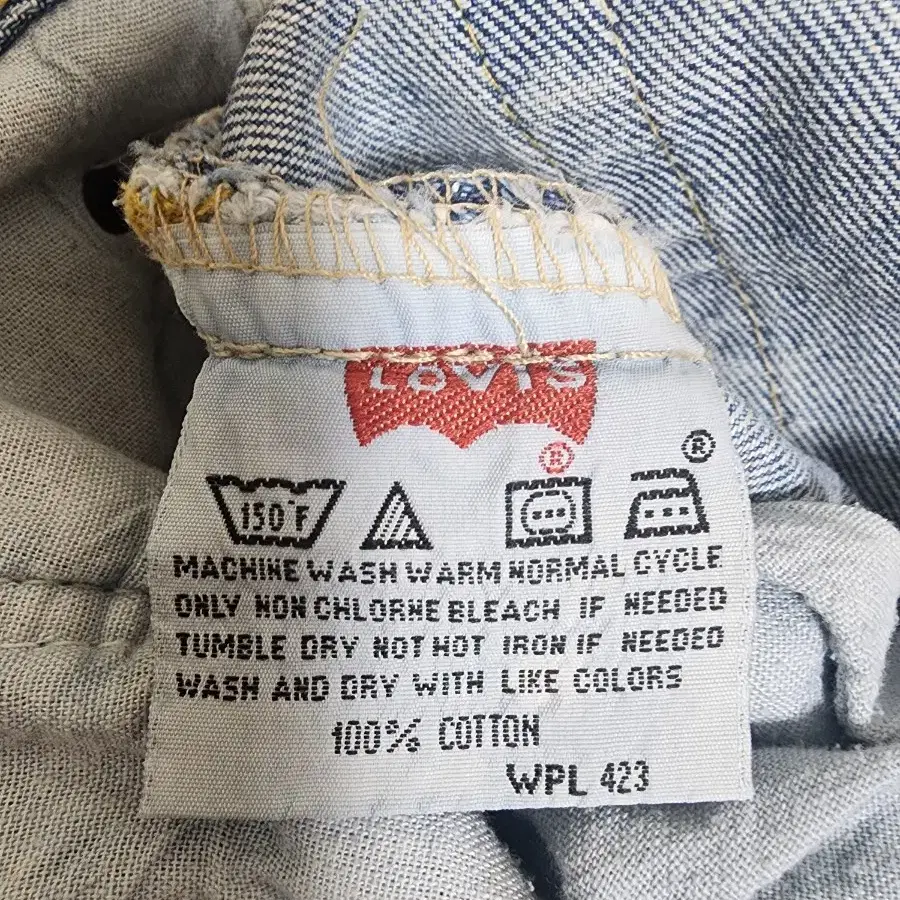 LEVI'S
®
®
150°F
MACHINE WASH WARM NORMAL CYCLE
ONLY NON CHLORNE BLEACH IF NEEDED
TUMBLE DRY NOT HOT IRON IF NEEDED
WASH AND DRY WITH LIKE COLORS
100% COTTON
WPL 423